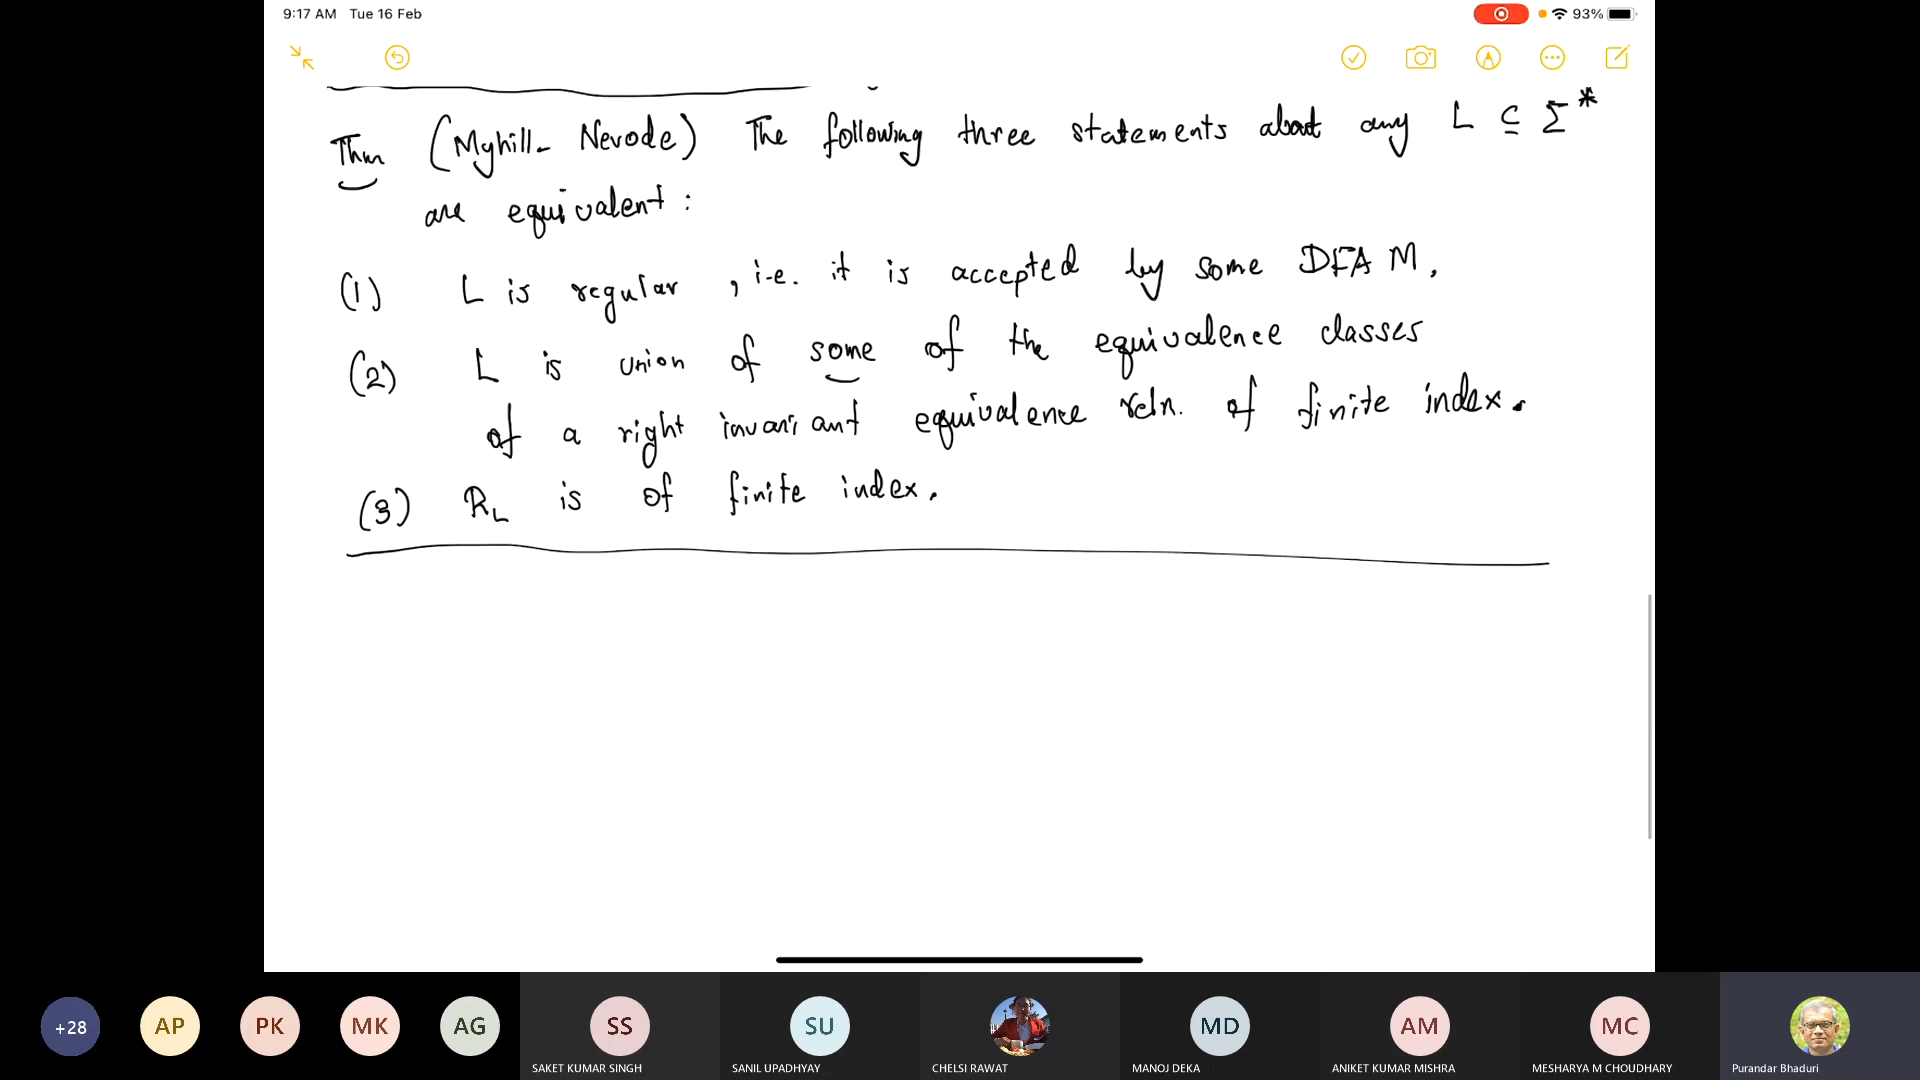 9:17 AM Tue 16 Feb
93%
Thm (Myhill- Nerode) The following three statements about any L ⊆ Σ*
are equivalent :
(1) L is regular , i.e. it is accepted by some DFA M.
(2) L is union of some of the equivalence classes
of a right invariant equivalence reln. of finite index.
(3) R_L is of finite index.
+28 AP PK MK AG SS SU MD AM MC
SAKET KUMAR SINGH SANIL UPADHYAY CHELSI RAWAT MANOJ DEKA ANIKET KUMAR MISHRA MESHARYA M CHOUDHARY Purandar Bhaduri